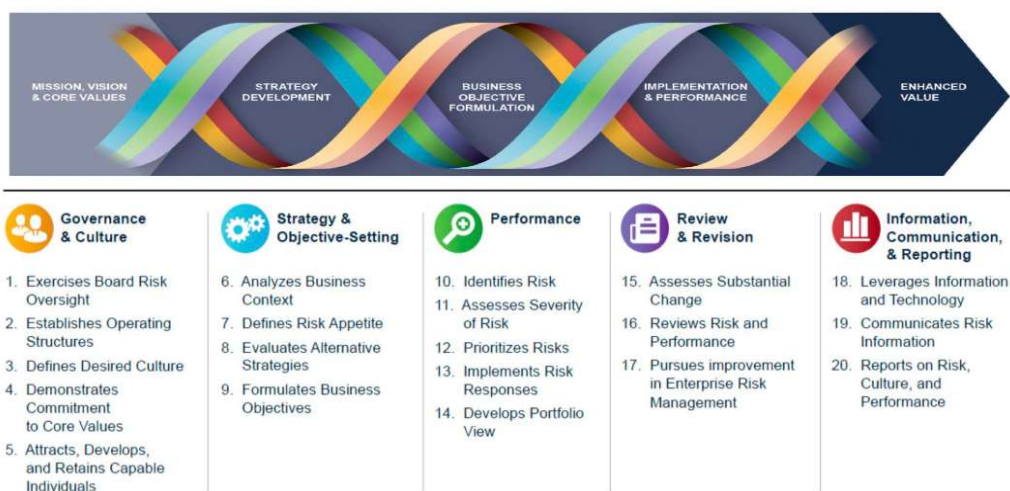 MISSION, VISION
& CORE VALUES
STRATEGY
DEVELOPMENT
BUSINESS
OBJECTIVE
FORMULATION
IMPLEMENTATION
& PERFORMANCE
ENHANCED
VALUE
Governance
& Culture
1. Exercises Board Risk
Oversight
2. Establishes Operating
Structures
3. Defines Desired Culture
4. Demonstrates
Commitment
to Core Values
5. Attracts, Develops,
and Retains Capable
Individuals
Strategy &
Objective-Setting
6. Analyzes Business
Context
7. Defines Risk Appetite
8. Evaluates Alternative
Strategies
9. Formulates Business
Objectives
Performance
10. Identifies Risk
11. Assesses Severity
of Risk
12. Prioritizes Risks
13. Implements Risk
Responses
14. Develops Portfolio
View
Review
& Revision
15. Assesses Substantial
Change
16. Reviews Risk and
Performance
17. Pursues improvement
in Enterprise Risk
Management
Information,
Communication,
& Reporting
18. Leverages Information
and Technology
19. Communicates Risk
Information
20. Reports on Risk,
Culture, and
Performance